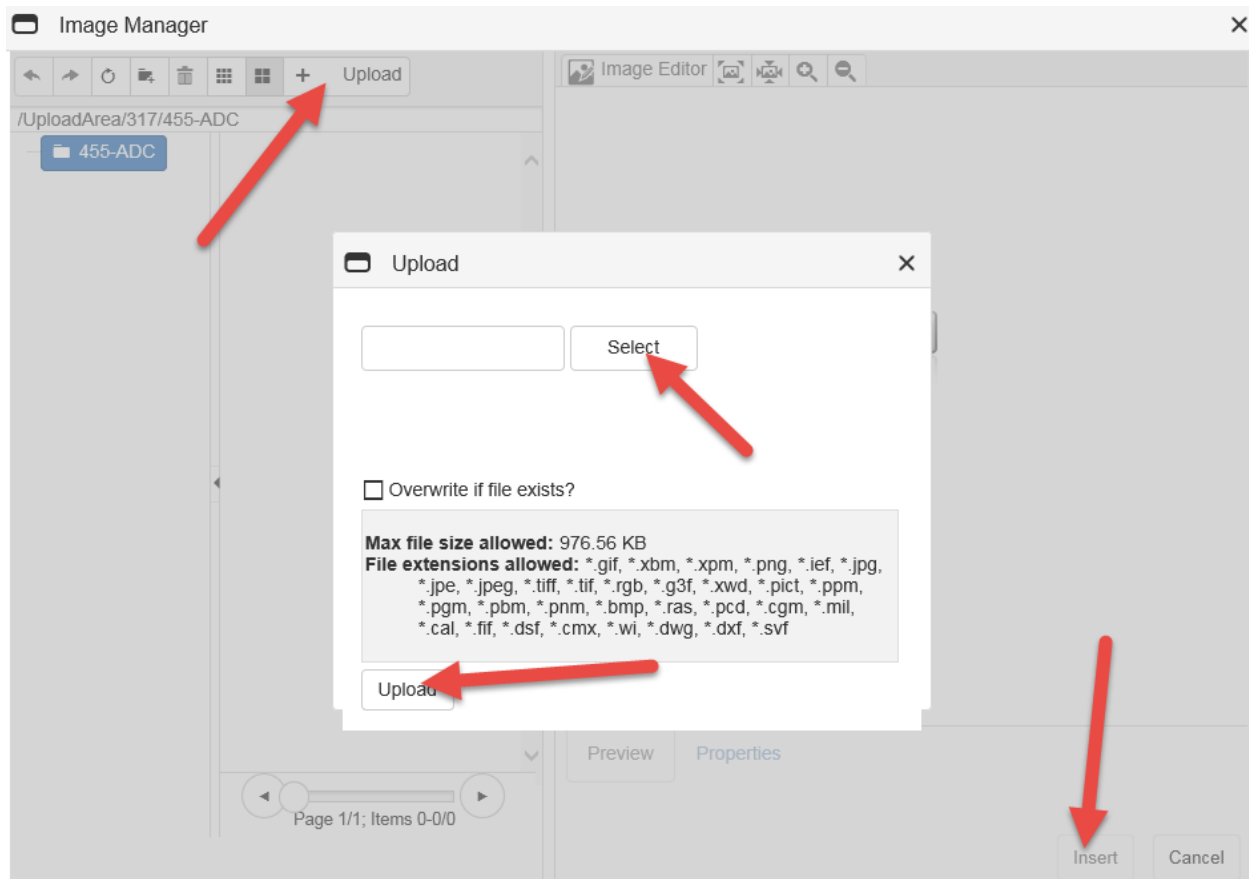 Image Manager
Upload
Image Editor
/UploadArea/317/455-ADC
455-ADC
Upload
Select
Overwrite if file exists?
Max file size allowed: 976.56 KB
File extensions allowed: *.gif, *.xbm, *.xpm, *.png, *.ief, *.jpg,
*.jpe, *.jpeg, *.tiff, *.tif, *.rgb, *.g3f, *.xwd, *.pict, *.ppm,
*.pgm, *.pbm, *.pnm, *.bmp, *.ras, *.pcd, *.cgm, *.mil,
*.cal, *.fif, *.dsf, *.cmx, *.wi, *.dwg, *.dxf, *.svf
Upload
Preview Properties
Page 1/1; Items 0-0/0
Insert Cancel